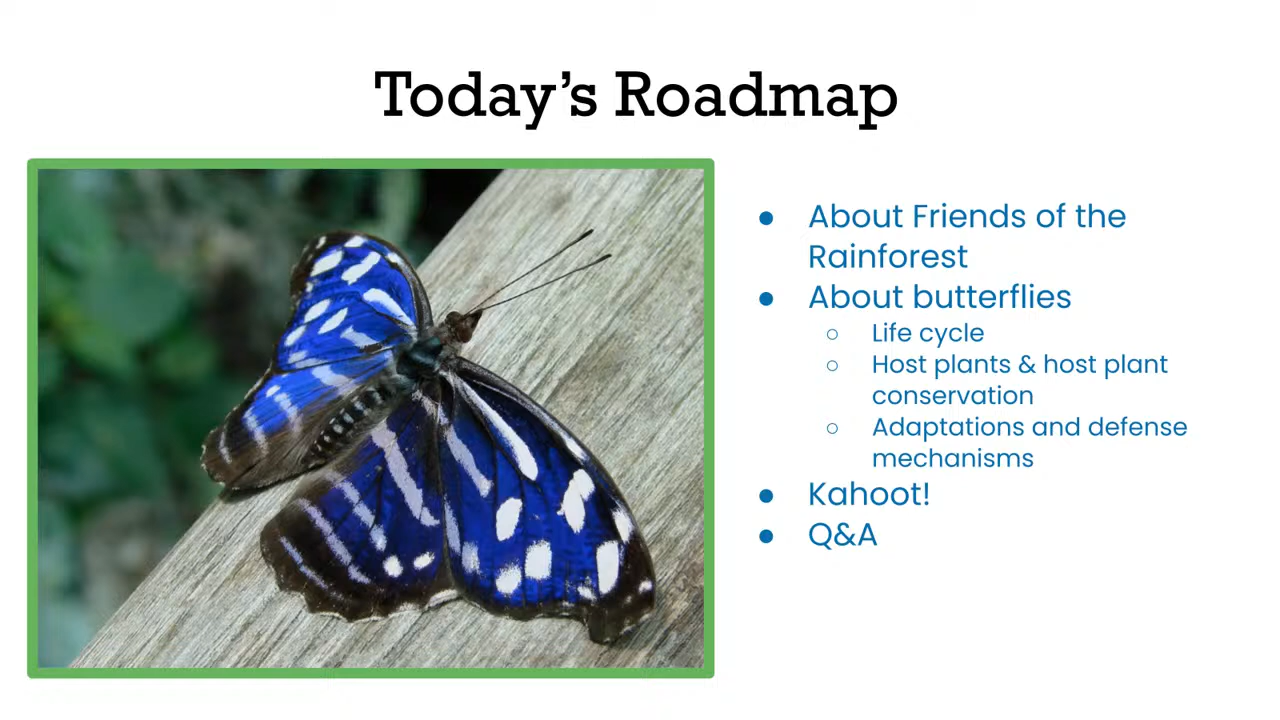 Today’s Roadmap
● About Friends of the
Rainforest
● About butterflies
○ Life cycle
○ Host plants & host plant
conservation
○ Adaptations and defense
mechanisms
● Kahoot!
● Q&A